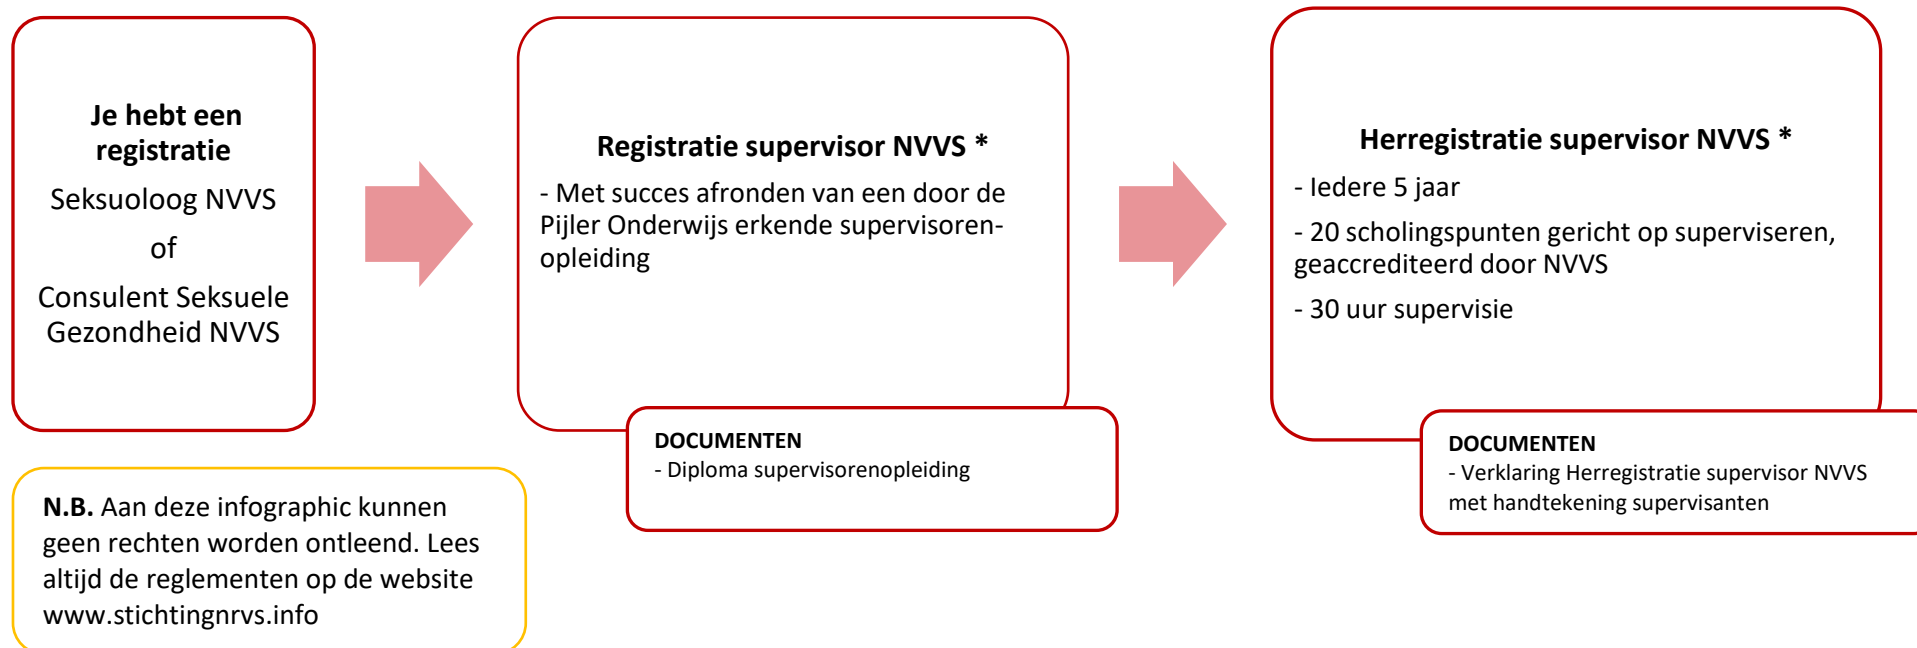 Je hebt een
registratie
Seksuoloog NVVS
of
Consulent Seksuele
Gezondheid NVVS
Registratie supervisor NVVS *
- Met succes afronden van een door de
Pijler Onderwijs erkende supervisoren-
opleiding
DOCUMENTEN
- Diploma supervisorenopleiding
Herregistratie supervisor NVVS *
- Iedere 5 jaar
- 20 scholingspunten gericht op superviseren,
geaccrediteerd door NVVS
- 30 uur supervisie
DOCUMENTEN
- Verklaring Herregistratie supervisor NVVS
met handtekening supervisanten
N.B. Aan deze infographic kunnen
geen rechten worden ontleend. Lees
altijd de reglementen op de website
www.stichtingnrvs.info